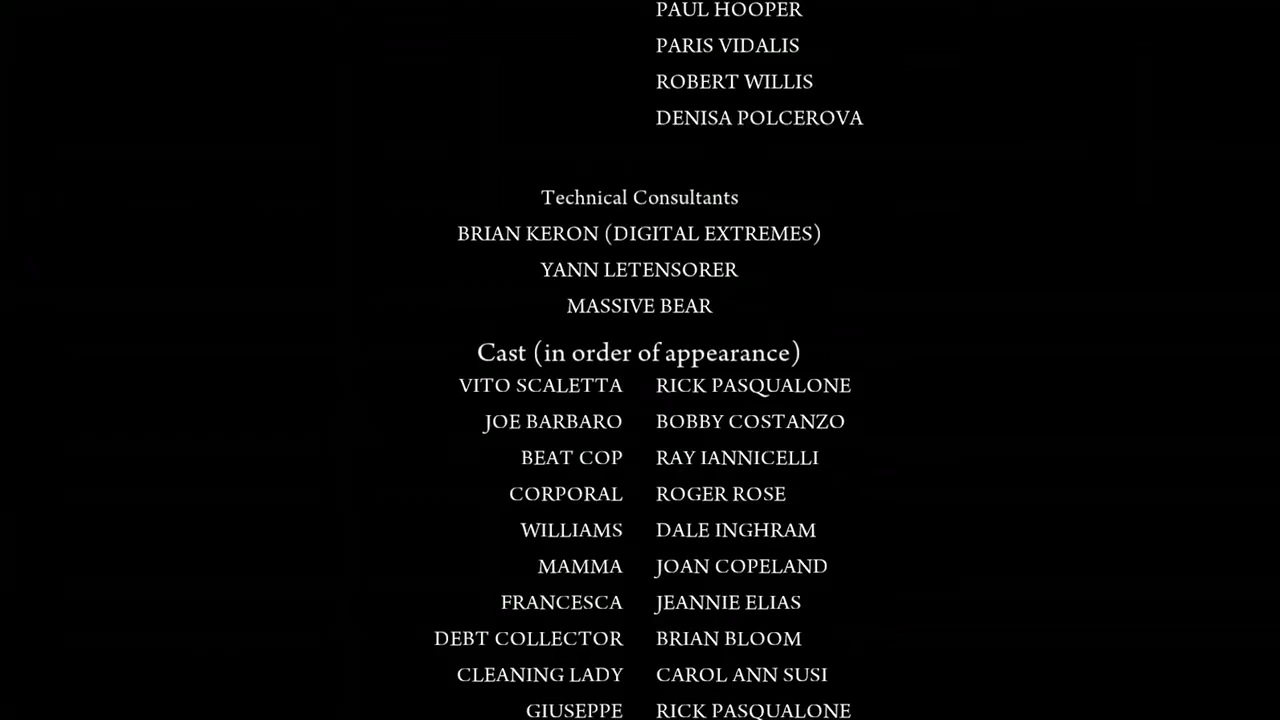 PAUL HOOPER
PARIS VIDALIS
ROBERT WILLIS
DENISA POLCEROVA
Technical Consultants
BRIAN KERON (DIGITAL EXTREMES)
YANN LETENSORER
MASSIVE BEAR
Cast (in order of appearance)
VITO SCALETTA RICK PASQUALONE
JOE BARBARO BOBBY COSTANZO
BEAT COP RAY IANNICELLI
CORPORAL ROGER ROSE
WILLIAMS DALE INGHRAM
MAMMA JOAN COPELAND
FRANCESCA JEANNIE ELIAS
DEBT COLLECTOR BRIAN BLOOM
CLEANING LADY CAROL ANN SUSI
GIUSEPPE RICK PASQUALONE